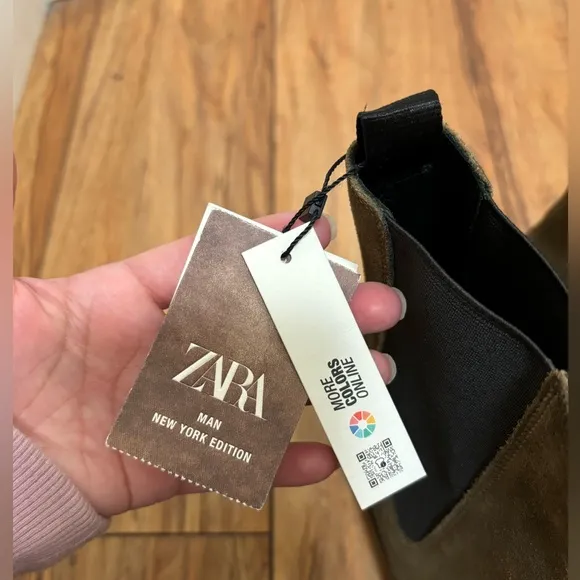 ZARA
MAN
NEW YORK EDITION
MORE
COLORS
ONLINE